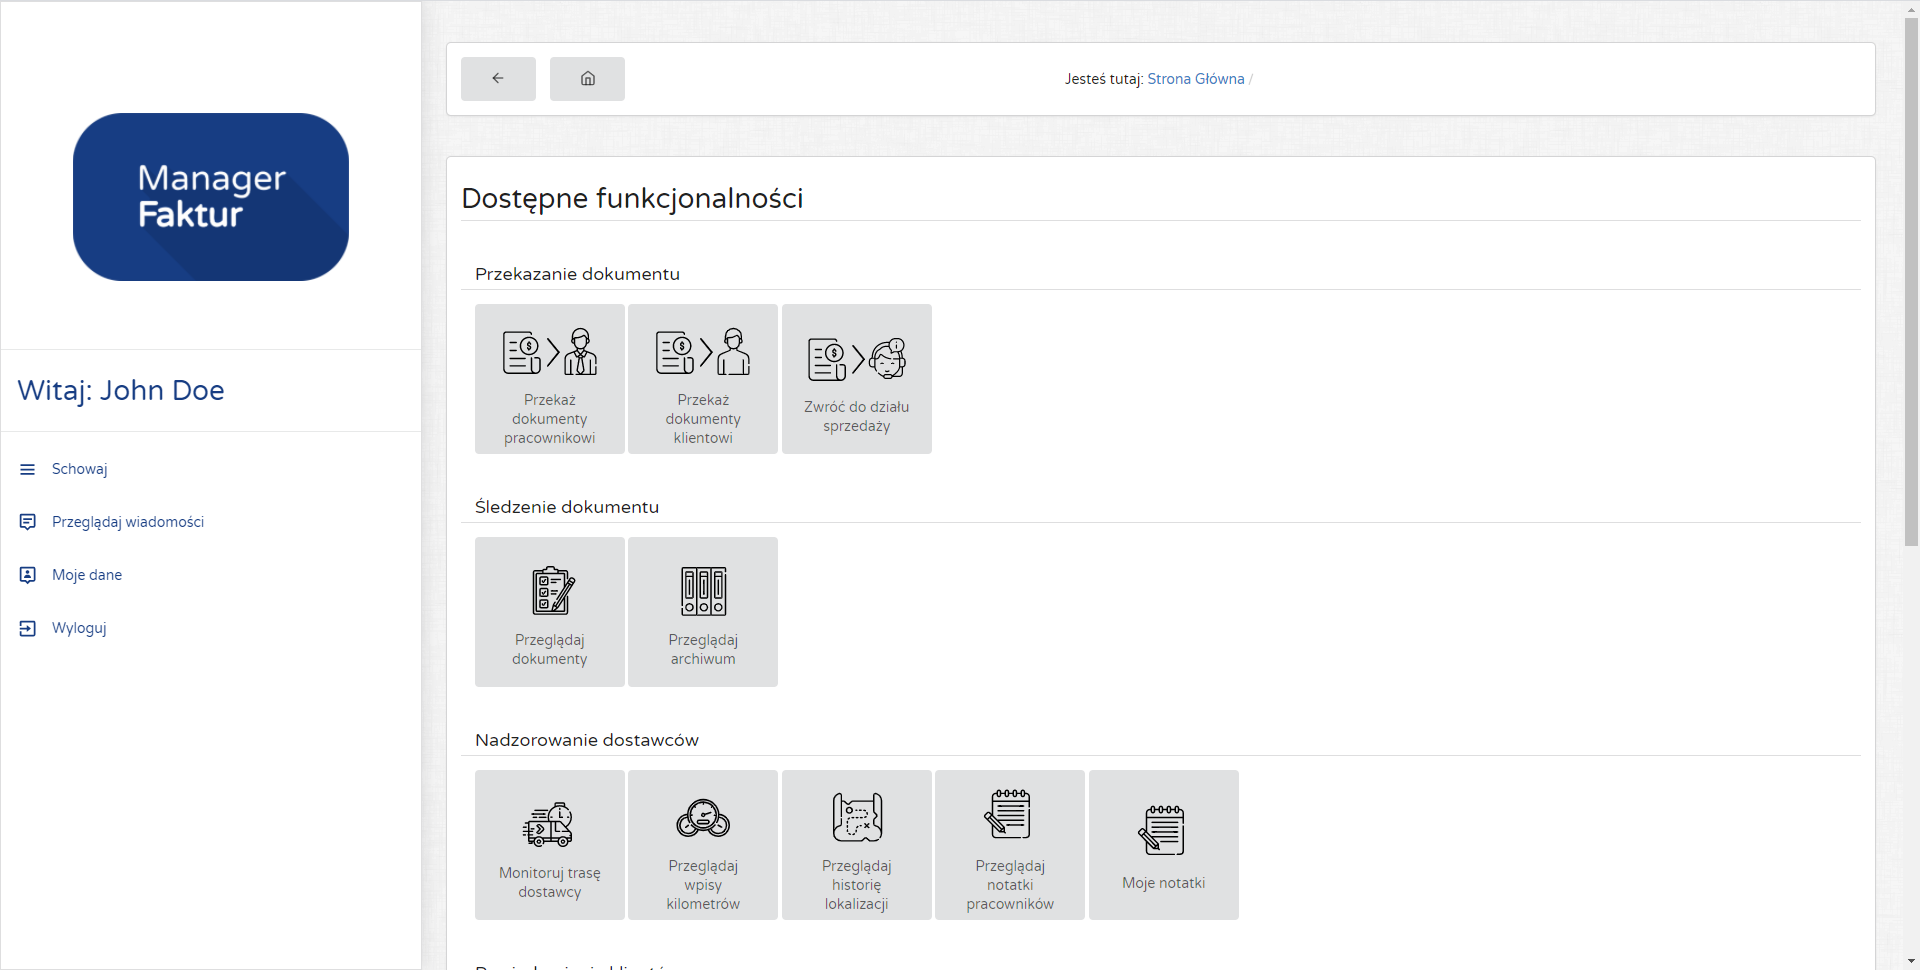 Manager
Faktur
Witaj: John Doe
Schowaj
Przeglądaj wiadomości
Moje dane
Wyloguj
Jesteś tutaj: Strona Główna /
Dostępne funkcjonalności
Przekazanie dokumentu
Przekaż
dokumenty
pracownikowi
Przekaż
dokumenty
klientowi
Zwróć do działu
sprzedaży
Śledzenie dokumentu
Przeglądaj
dokumenty
Przeglądaj
archiwum
Nadzorowanie dostawców
Monitoruj trasę
dostawcy
Przeglądaj
wpisy
kilometrów
Przeglądaj
historię
lokalizacji
Przeglądaj
notatki
pracowników
Moje notatki